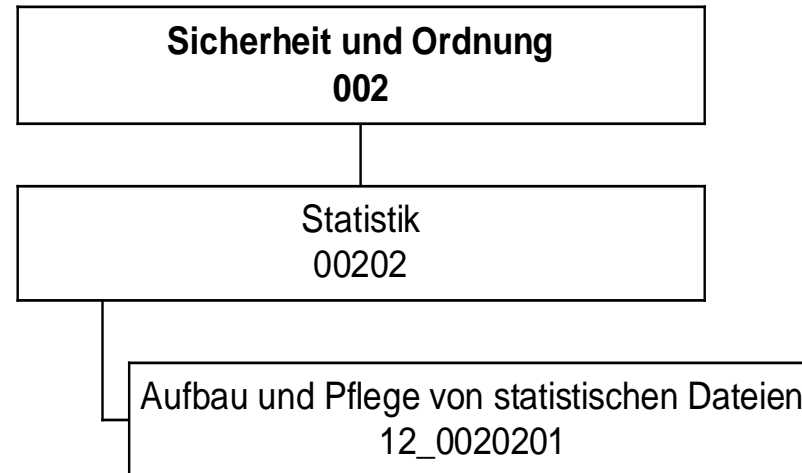 Sicherheit und Ordnung
002
Statistik
00202
Aufbau und Pflege von statistischen Dateien
12_0020201